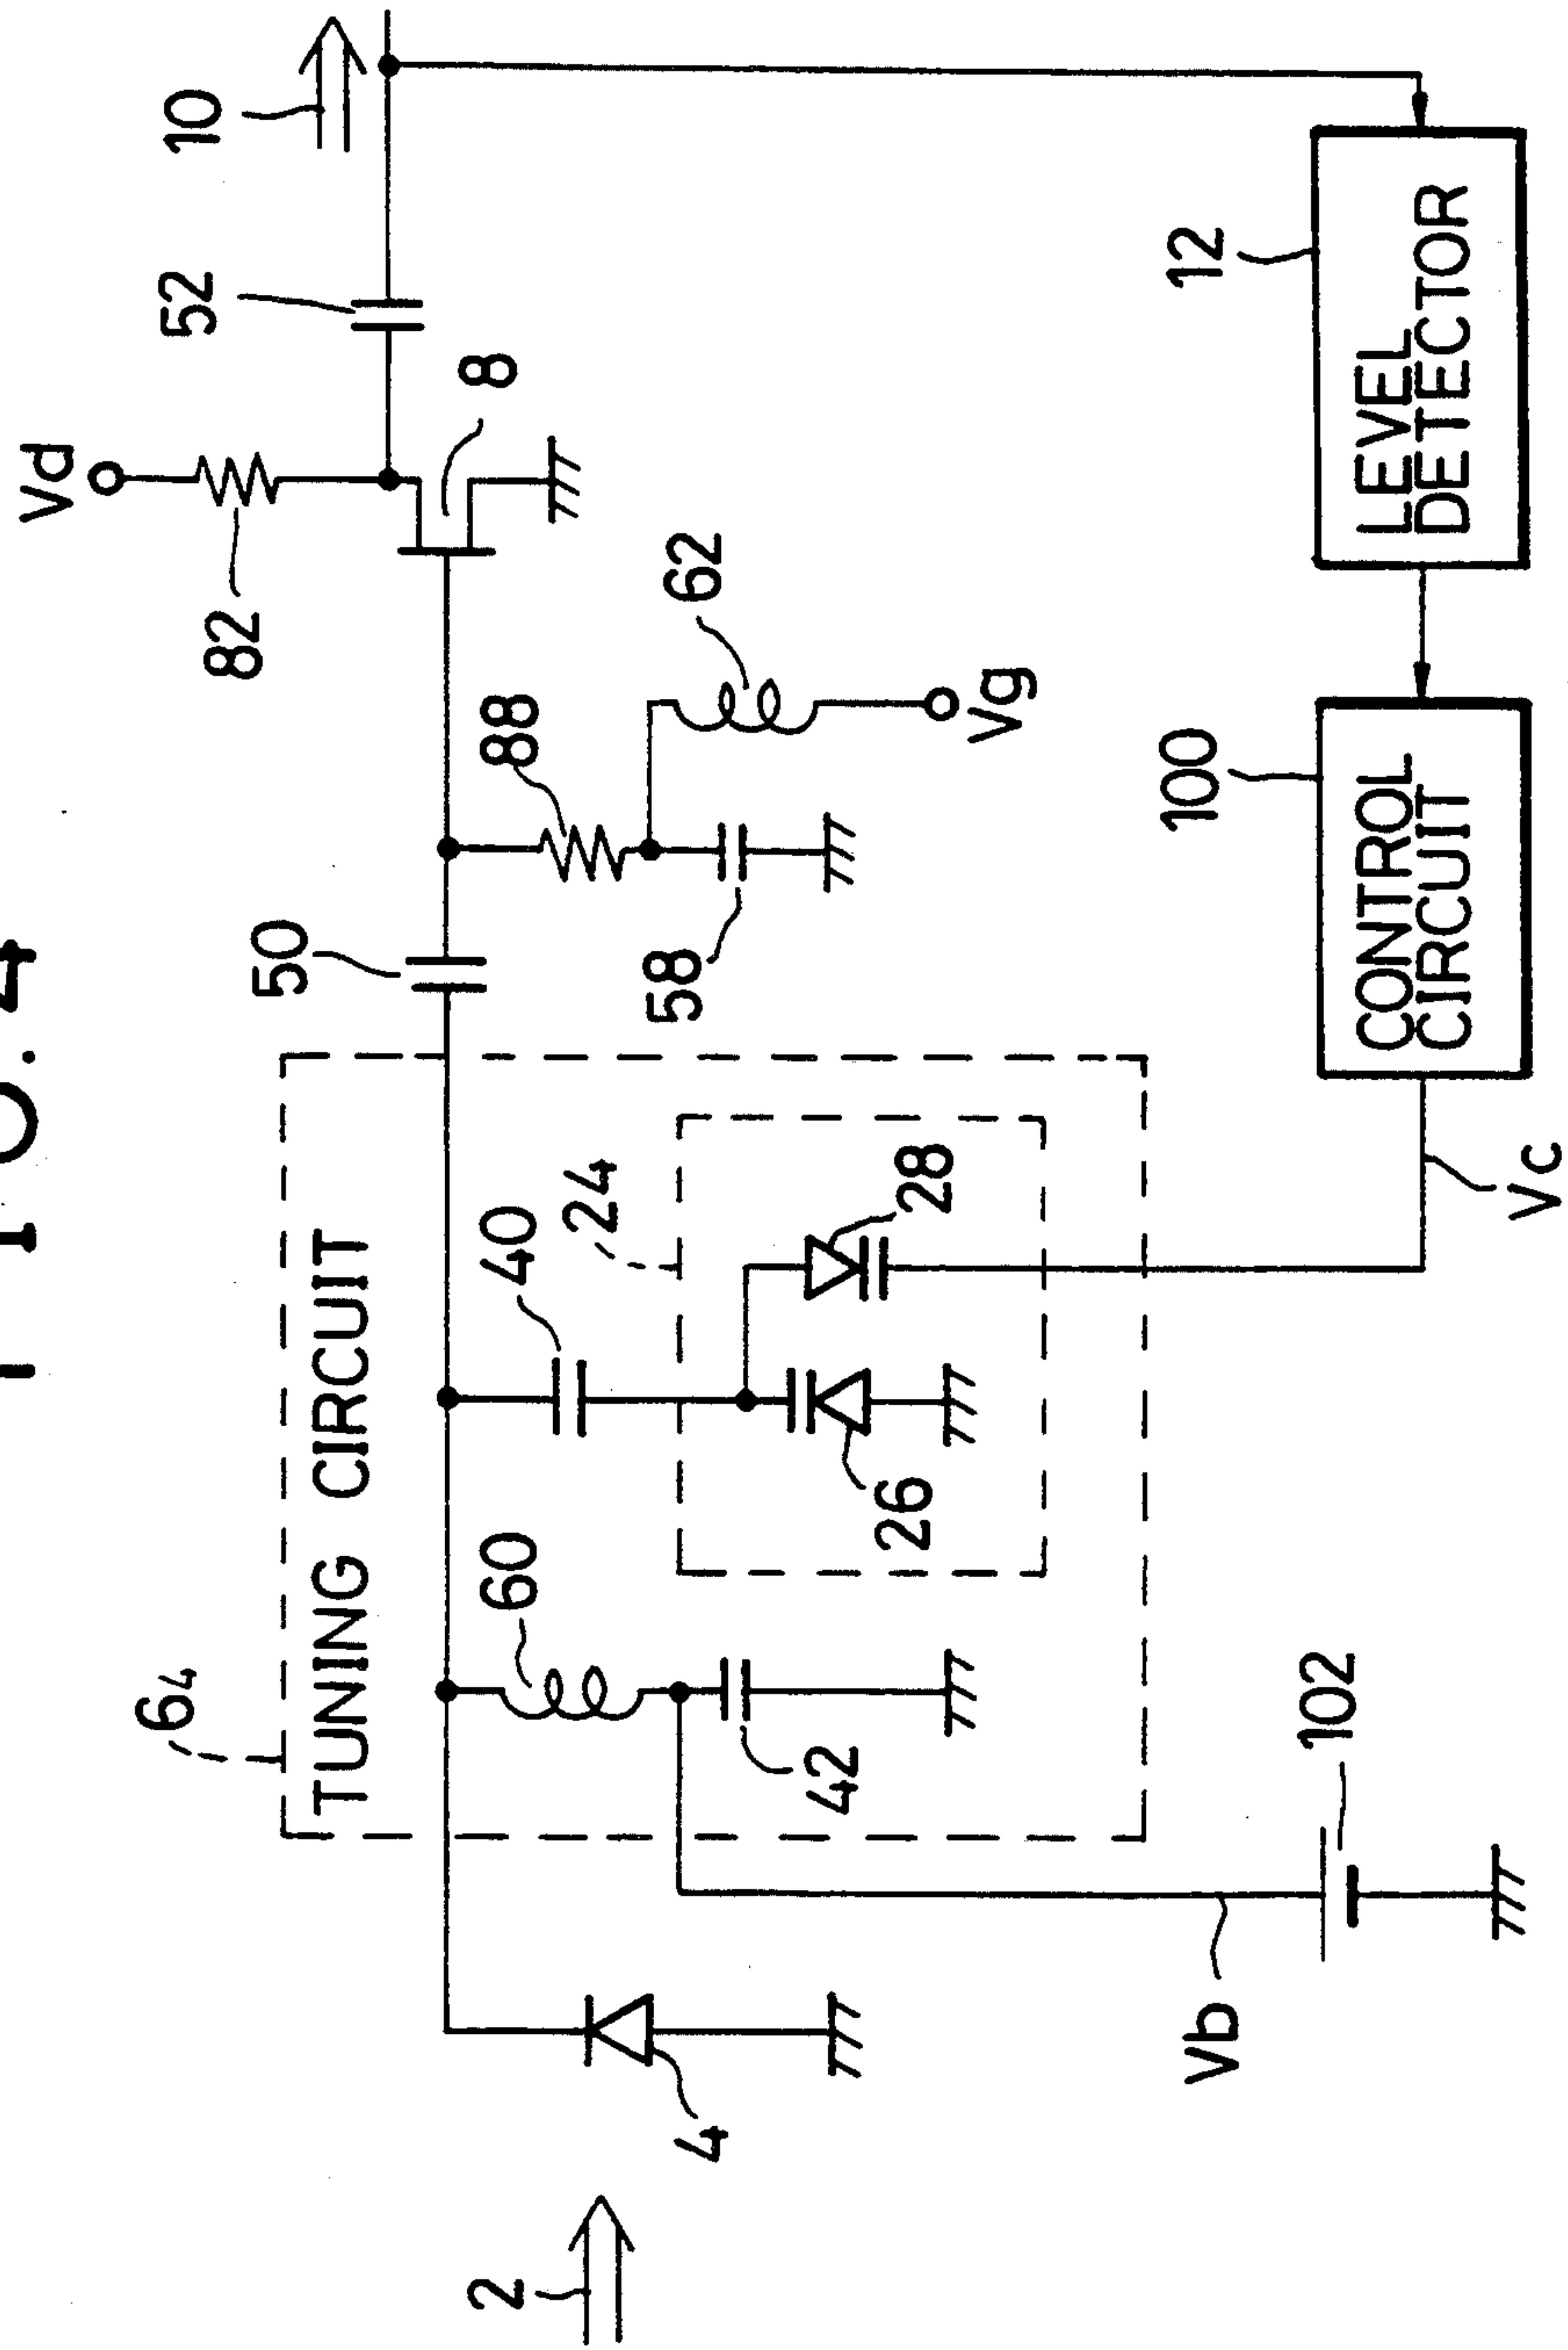 Vd
6₄
52
10
82
50
TUNING CIRCUIT
2
60
40
88
8
24
4
58
62
42
26
28
Vg
Vb
102
100
12
CONTROL
CIRCUIT
LEVEL
DETECTOR
Vc